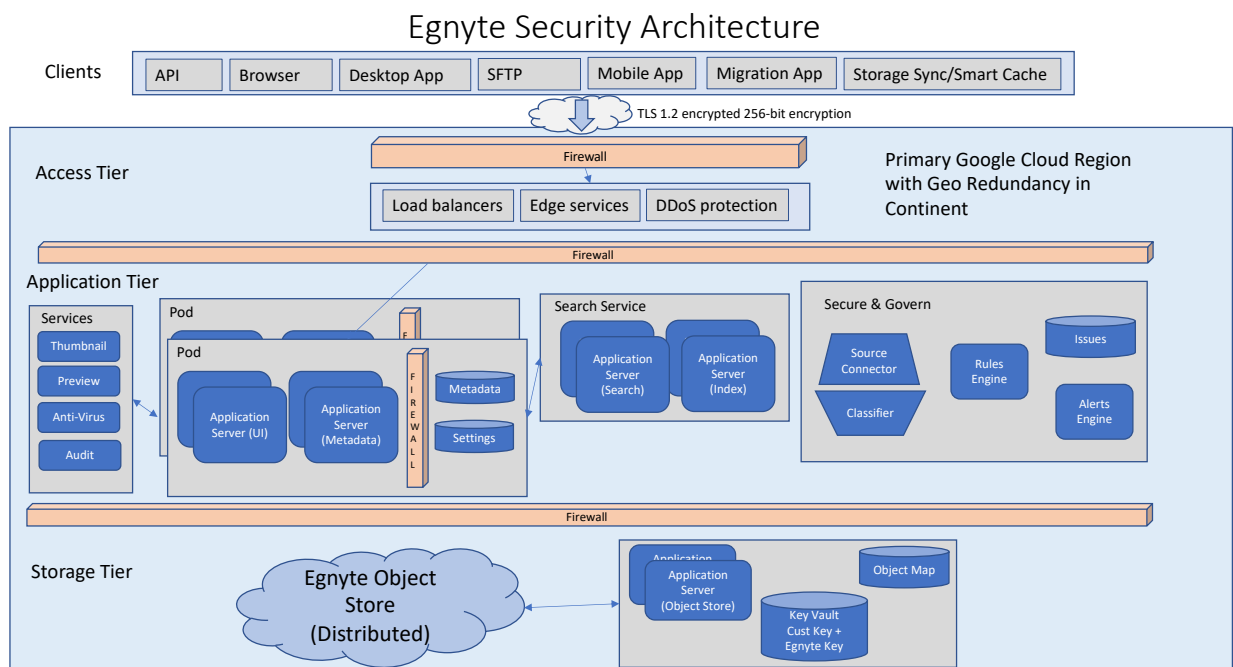 Egnyte Security Architecture
Clients
API
Browser
Desktop App
SFTP
Mobile App
Migration App
Storage Sync/Smart Cache
TLS 1.2 encrypted 256-bit encryption
Access Tier
Firewall
Primary Google Cloud Region
with Geo Redundancy in
Continent
Load balancers
Edge services
DDoS protection
Firewall
Application Tier
Services
Thumbnail
Preview
Anti-Virus
Audit
Pod
F
Pod
Application
Server (UI)
Application
Server
(Metadata)
F
I
R
E
W
A
L
L
Metadata
Settings
Search Service
Application
Server
(Search)
Application
Server
(Index)
Secure & Govern
Source
Connector
Classifier
Rules
Engine
Issues
Alerts
Engine
Firewall
Storage Tier
Egnyte Object
Store
(Distributed)
Application
Application
Server
(Object Store)
Key Vault
Cust Key +
Egnyte Key
Object Map